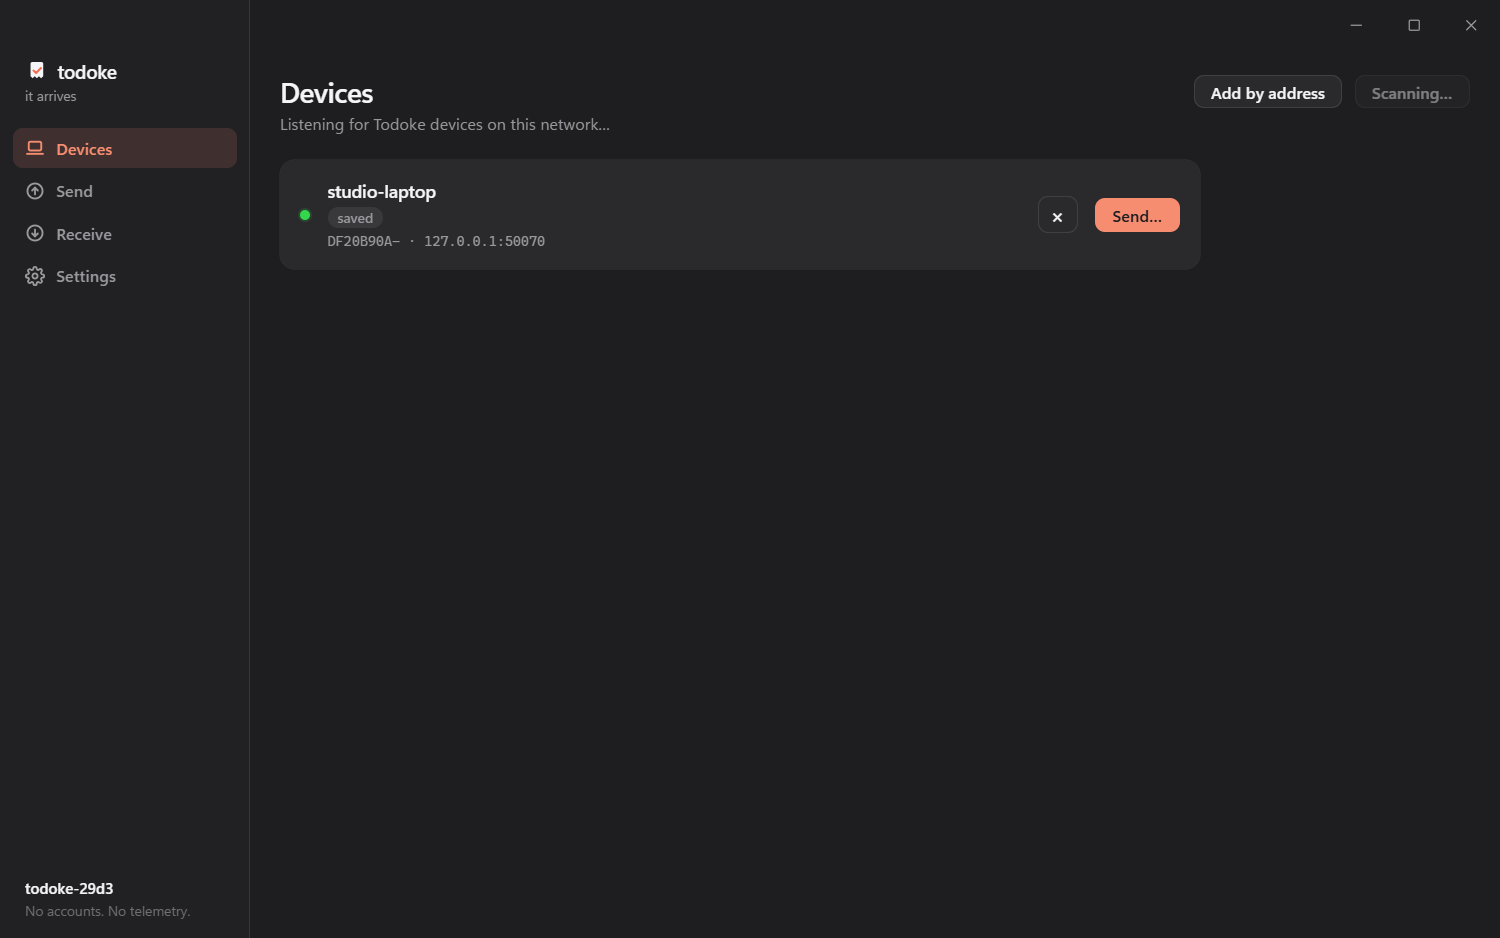 todoke
it arrives
Devices
Send
Receive
Settings
todoke-29d3
No accounts. No telemetry.
Devices
Listening for Todoke devices on this network...
Add by address
Scanning...
studio-laptop
saved
DF20B90A- · 127.0.0.1:50070
×
Send...